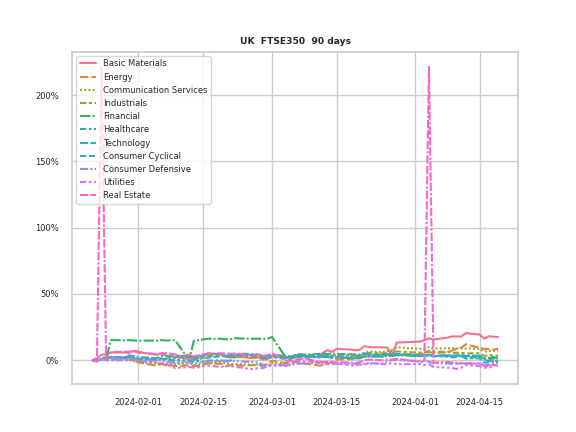 UK FTSE350 90 days
Basic Materials
Energy
Communication Services
Industrials
Financial
Healthcare
Technology
Consumer Cyclical
Consumer Defensive
Utilities
Real Estate
200%
150%
100%
50%
0%
2024-02-01 2024-02-15 2024-03-01 2024-03-15 2024-04-01 2024-04-15